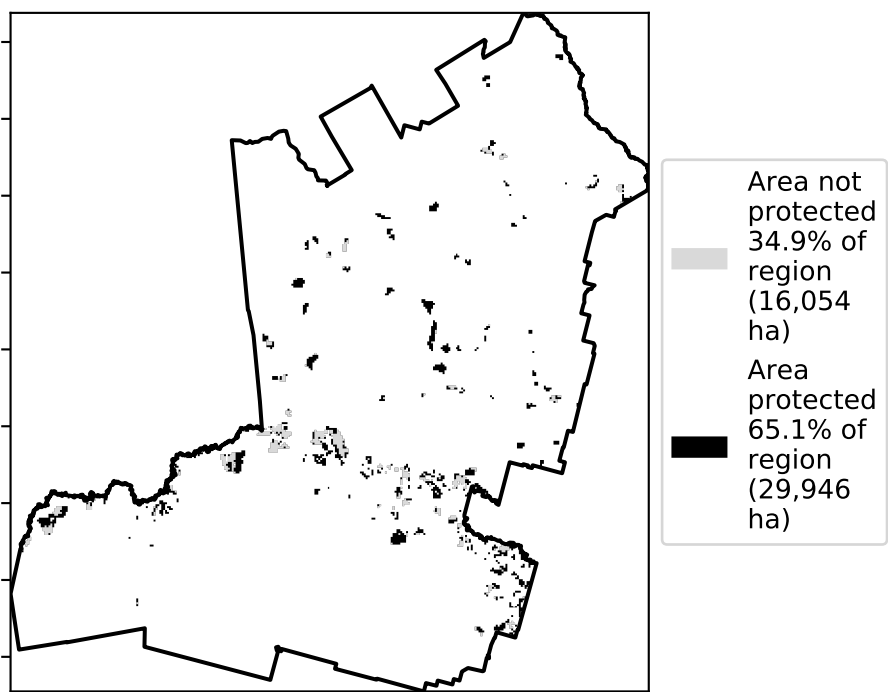 Area not
protected
34.9% of
region
(16,054
ha)
Area
protected
65.1% of
region
(29,946
ha)